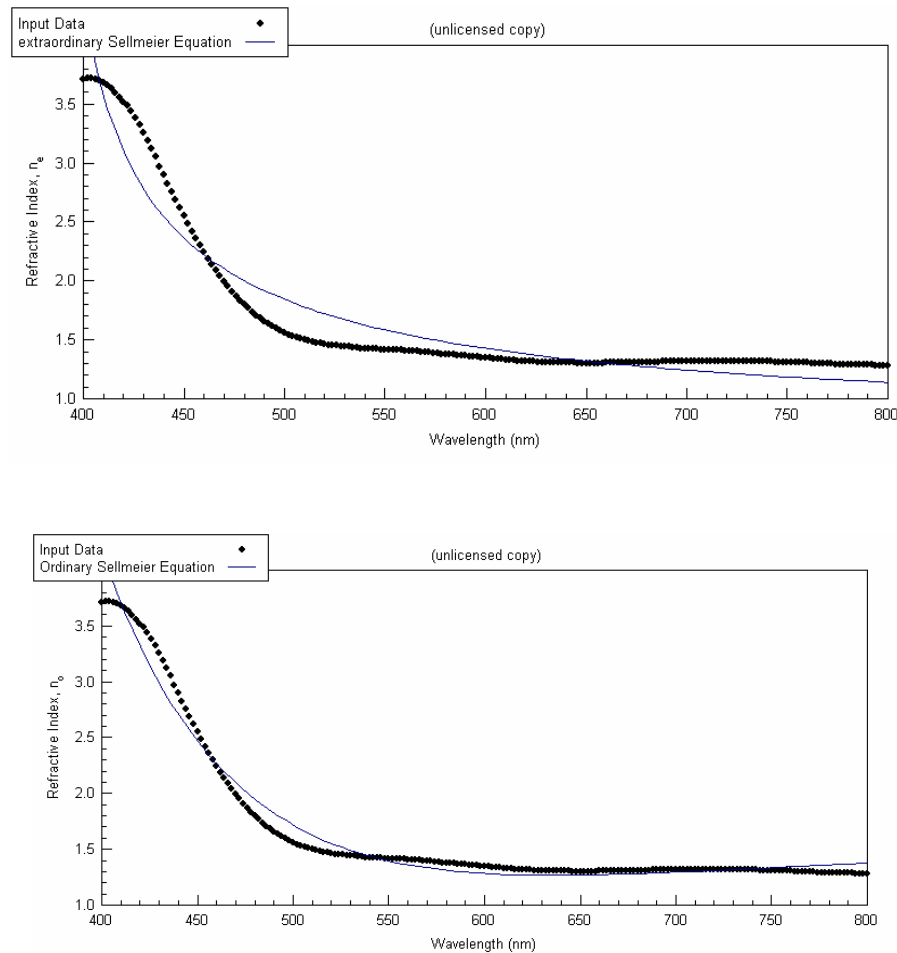 Input Data
extraordinary Sellmeier Equation
(unlicensed copy)
Refractive Index, nₑ
3.5
3.0
2.5
2.0
1.5
1.0
400 450 500 550 600 650 700 750 800
Wavelength (nm)
Input Data
Ordinary Sellmeier Equation
(unlicensed copy)
Refractive Index, nₒ
3.5
3.0
2.5
2.0
1.5
1.0
400 450 500 550 600 650 700 750 800
Wavelength (nm)